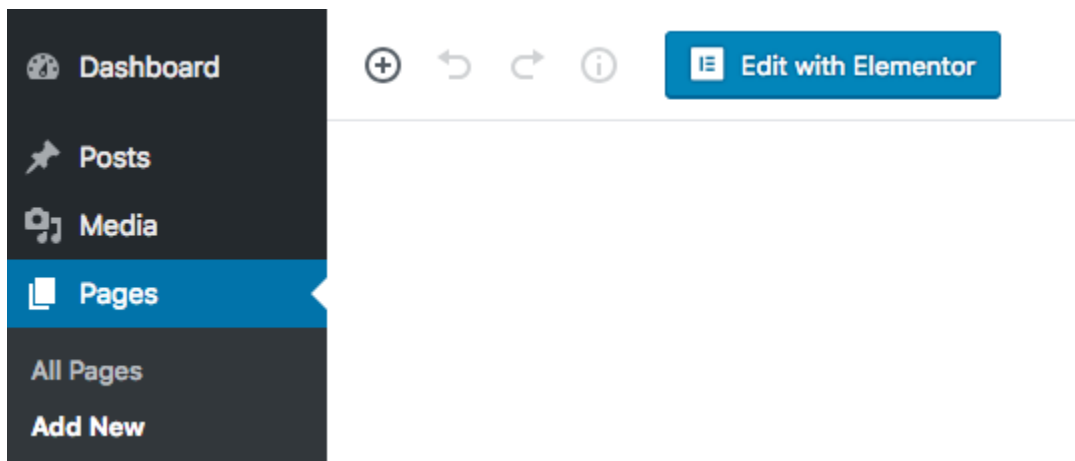 Dashboard
Edit with Elementor
Posts
Media
Pages
All Pages
Add New